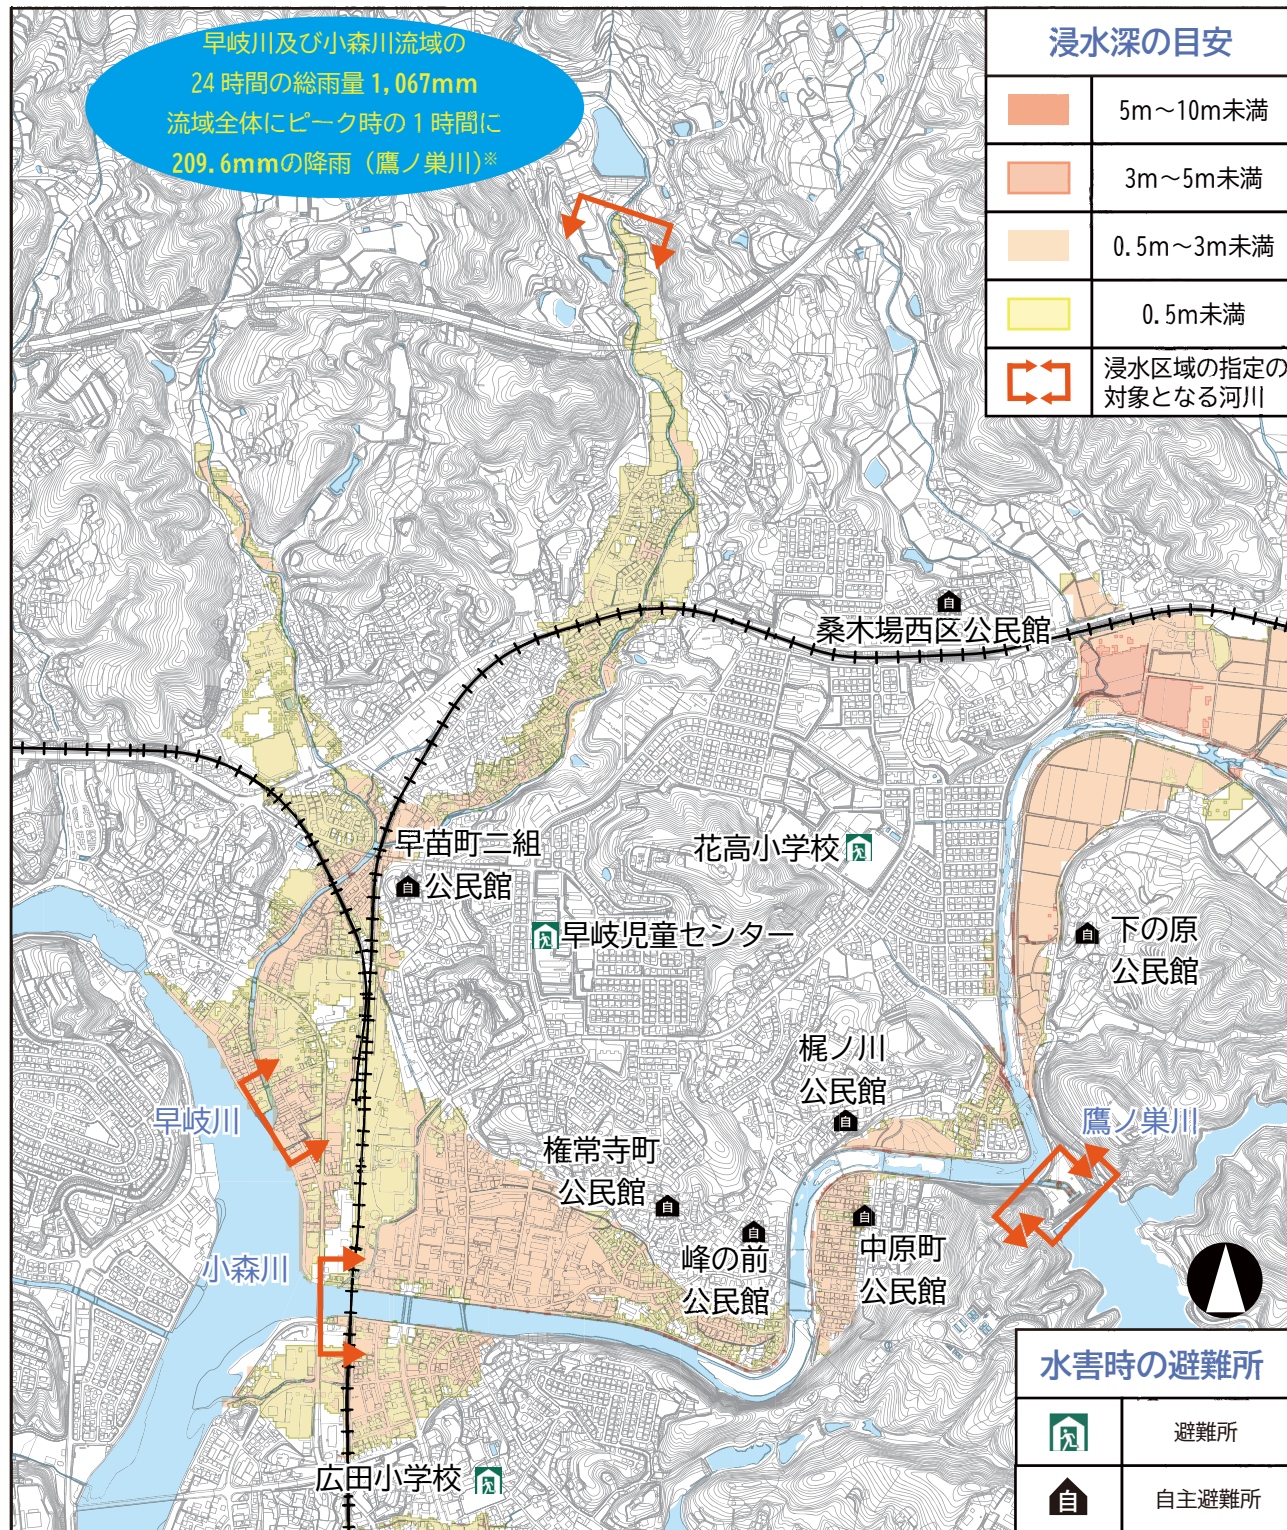 早岐川及び小森川流域の
24時間の総雨量1,067mm
流域全体にピーク時の1時間に
209.6mmの降雨（鷹ノ巣川）※
浸水深の目安
5m～10m未満
3m～5m未満
0.5m～3m未満
0.5m未満
浸水区域の指定の
対象となる河川
桑木場西区公民館
早苗町二組
公民館
花高小学校
早岐児童センター
下の原
公民館
梶ノ川
公民館
早岐川
鷹ノ巣川
権常寺町
公民館
小森川
峰の前
公民館
中原町
公民館
広田小学校
水害時の避難所
避難所
自 自主避難所